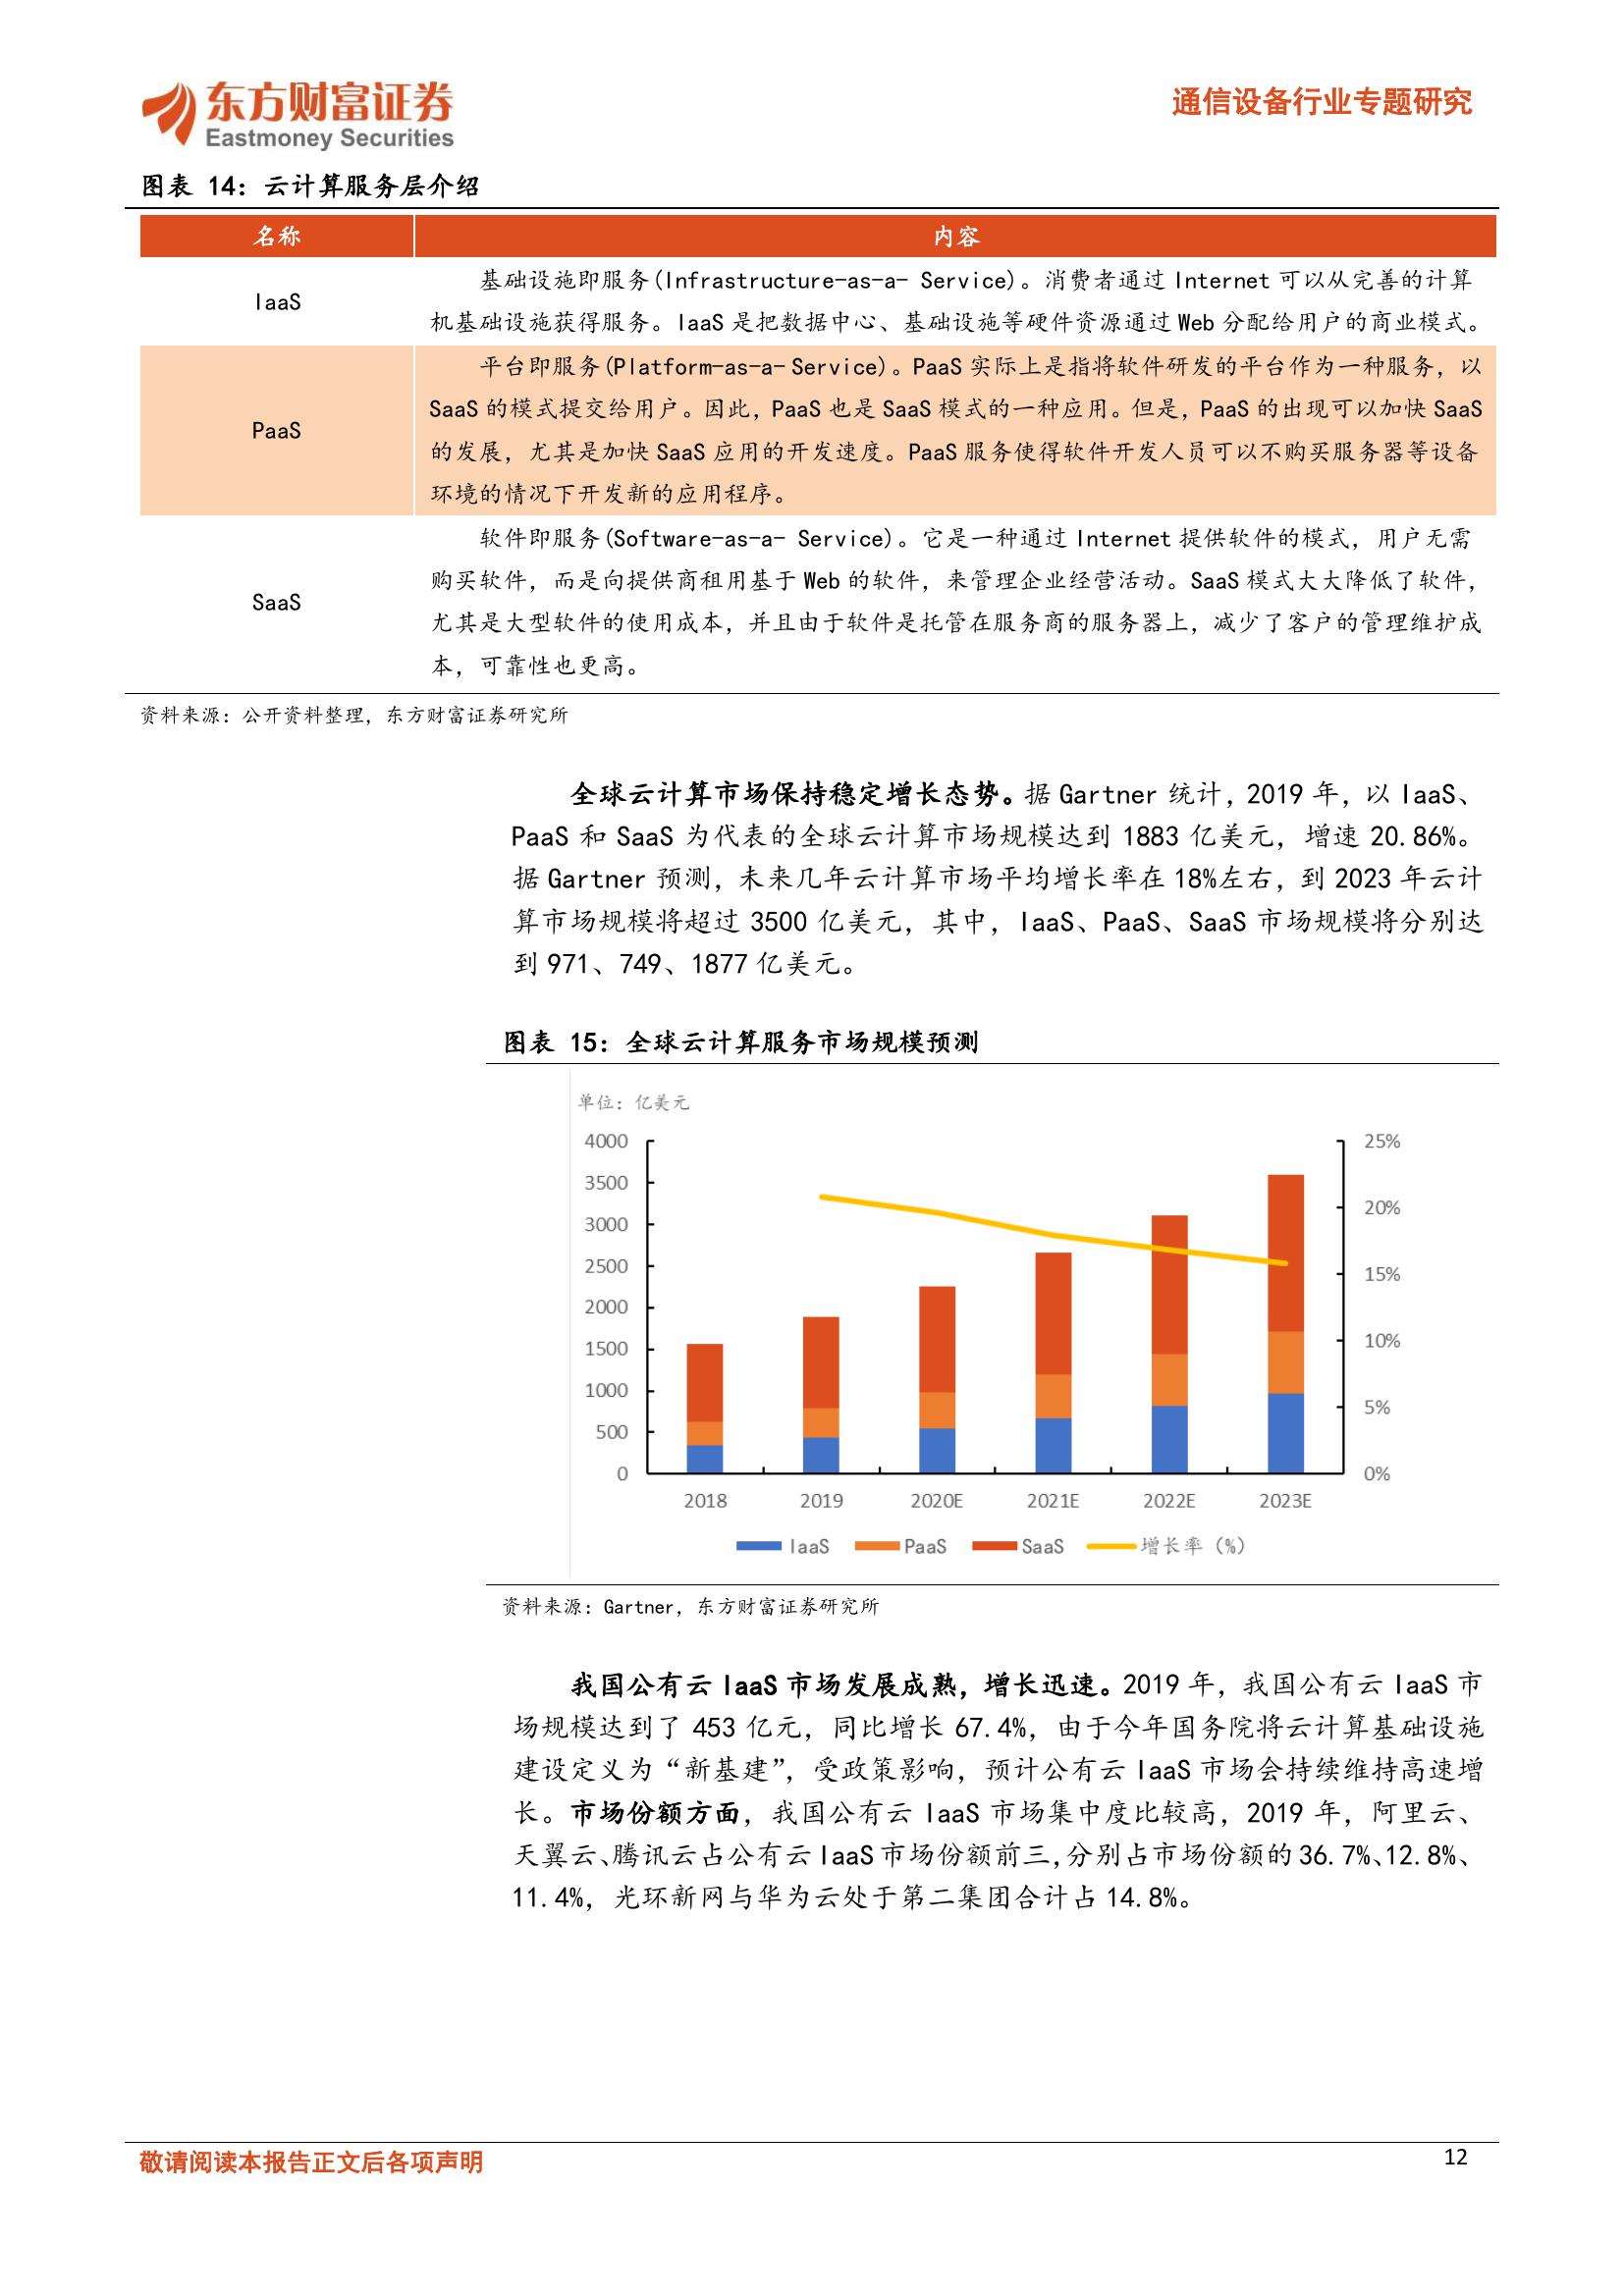 东方财富证券
Eastmoney Securities
通信设备行业专题研究
图表 14：云计算服务层介绍
名称 内容
IaaS
基础设施即服务(Infrastructure-as-a- Service)。消费者通过 Internet 可以从完善的计算
机基础设施获得服务。IaaS 是把数据中心、基础设施等硬件资源通过 Web 分配给用户的商业模式。
PaaS
平台即服务(Platform-as-a- Service)。PaaS 实际上是指将软件研发的平台作为一种服务，以
SaaS 的模式提交给用户。因此，PaaS 也是 SaaS 模式的一种应用。但是，PaaS 的出现可以加快 SaaS
的发展，尤其是加快 SaaS 应用的开发速度。PaaS 服务使得软件开发人员可以不购买服务器等设备
环境的情况下开发新的应用程序。
SaaS
软件即服务(Software-as-a- Service)。它是一种通过 Internet 提供软件的模式，用户无需
购买软件，而是向提供商租用基于 Web 的软件，来管理企业经营活动。SaaS 模式大大降低了软件，
尤其是大型软件的使用成本，并且由于软件是托管在服务商的服务器上，减少了客户的管理维护成
本，可靠性也更高。
资料来源：公开资料整理，东方财富证券研究所
全球云计算市场保持稳定增长态势。据 Gartner 统计，2019 年，以 IaaS、
PaaS 和 SaaS 为代表的全球云计算市场规模达到 1883 亿美元，增速 20.86%。
据 Gartner 预测，未来几年云计算市场平均增长率在 18%左右，到 2023 年云计
算市场规模将超过 3500 亿美元，其中，IaaS、PaaS、SaaS 市场规模将分别达
到 971、749、1877 亿美元。
图表 15：全球云计算服务市场规模预测
单位：亿美元
4000 25%
3500
3000 20%
2500
2000 15%
1500 10%
1000
500 5%
0 0%
2018 2019 2020E 2021E 2022E 2023E
IaaS PaaS SaaS 增长率（%）
资料来源：Gartner，东方财富证券研究所
我国公有云 IaaS 市场发展成熟，增长迅速。2019 年，我国公有云 IaaS 市
场规模达到了 453 亿元，同比增长 67.4%，由于今年国务院将云计算基础设施
建设定义为“新基建”，受政策影响，预计公有云 IaaS 市场会持续维持高速增
长。市场份额方面，我国公有云 IaaS 市场集中度比较高，2019 年，阿里云、
天翼云、腾讯云占公有云 IaaS 市场份额前三,分别占市场份额的 36.7%、12.8%、
11.4%，光环新网与华为云处于第二集团合计占 14.8%。
敬请阅读本报告正文后各项声明
12